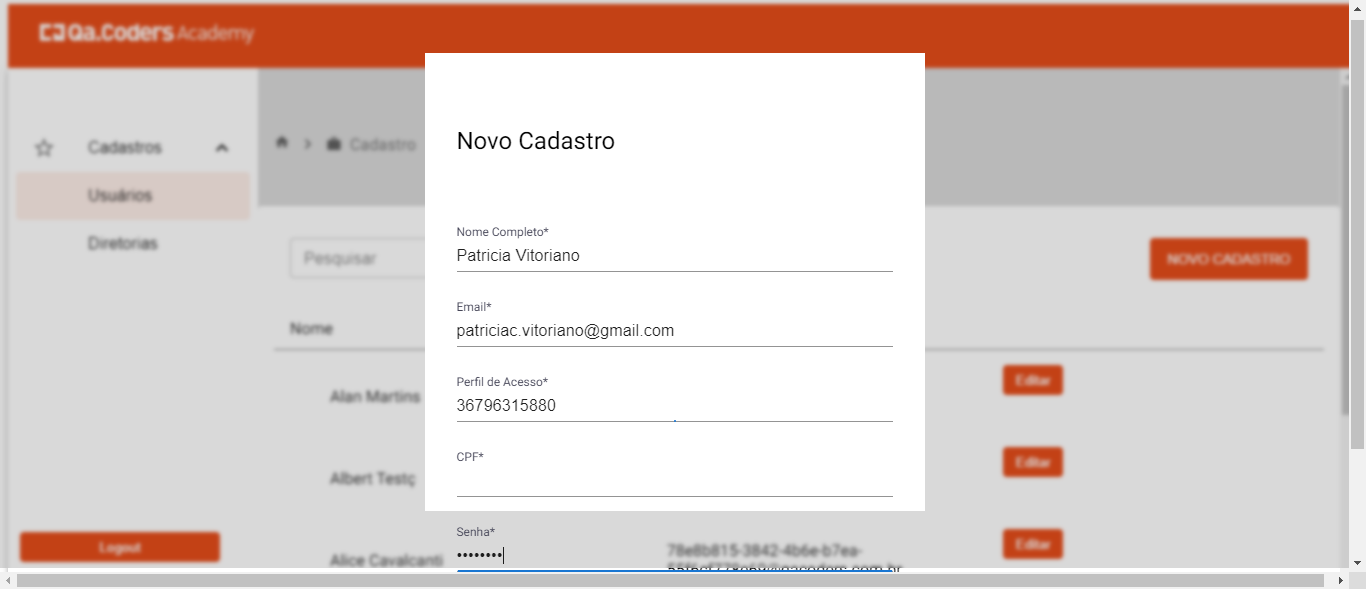 Qa.Coders Academy
Cadastros
Usuários
Diretorias
Logout
Cadastro
Pesquisar
NOVO CADASTRO
Nome
Alan Martins
Editar
Albert Testç
Editar
Alice Cavalcanti
78e8b815-3842-4b6e-b7ea-
Editar
Novo Cadastro
Nome Completo*
Patricia Vitoriano
Email*
patriciac.vitoriano@gmail.com
Perfil de Acesso*
36796315880
CPF*
Senha*
••••••••